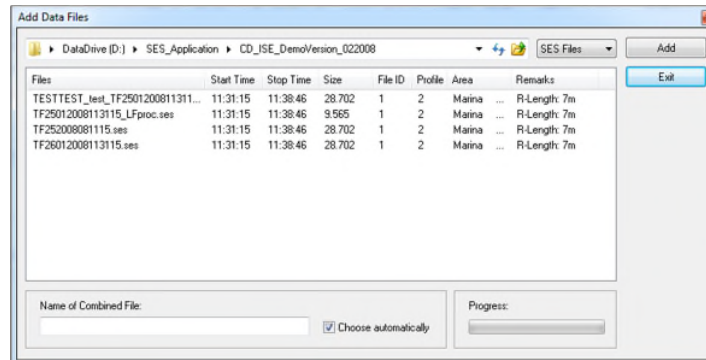 Add Data Files
DataDrive (D:) SES_Application CD_ISE_DemoVersion_022008 SES Files Add
Exit
Files Start Time Stop Time Size File ID Profile Area Remarks
TESTTEST_test_TF2501200811311... 11:31:15 11:38:46 28.702 1 2 Marina ... R-Length: 7m
TF25012008113115_LFproc.ses 11:31:15 11:38:46 9.565 1 2 Marina ... R-Length: 7m
TF252008081115.ses 11:31:15 11:38:46 28.702 1 2 Marina ... R-Length: 7m
TF26012008113115.ses 11:31:15 11:38:46 28.702 1 2 Marina ... R-Length: 7m
Name of Combined File: Progress:
Choose automatically